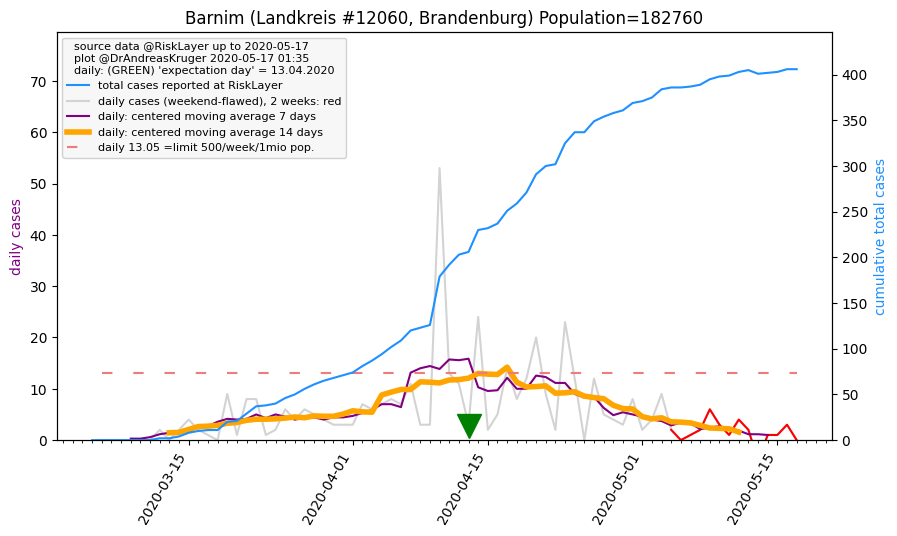 Barnim (Landkreis #12060, Brandenburg) Population=182760
source data @RiskLayer up to 2020-05-17
plot @DrAndreasKruger 2020-05-17 01:35
daily: (GREEN) 'expectation day' = 13.04.2020
total cases reported at RiskLayer
daily cases (weekend-flawed), 2 weeks: red
daily: centered moving average 7 days
daily: centered moving average 14 days
daily 13.05 =limit 500/week/1mio pop.
daily cases
70
60
50
40
30
20
10
0
cumulative total cases
400
350
300
250
200
150
100
50
0
2020-03-15
2020-04-01
2020-04-15
2020-05-01
2020-05-15